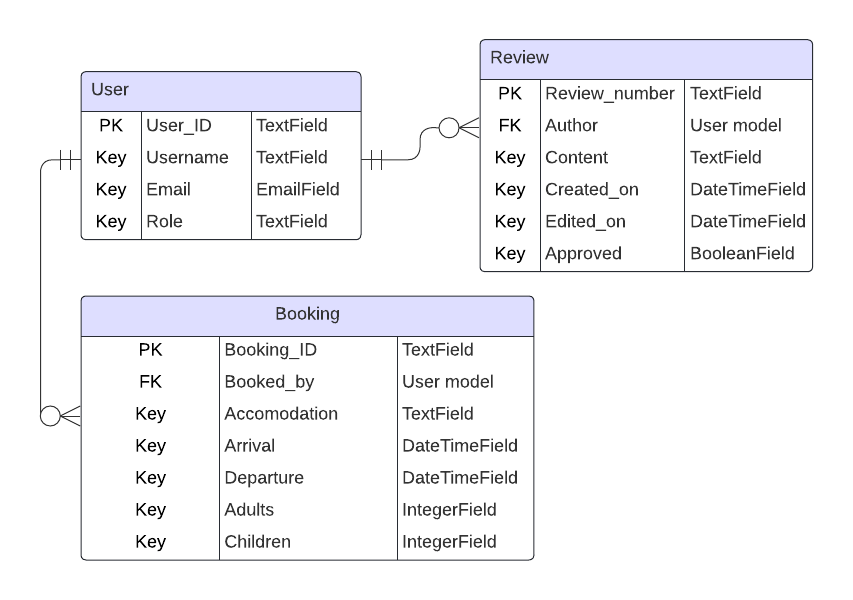 User
PK User_ID TextField
Key Username TextField
Key Email EmailField
Key Role TextField
Review
PK Review_number TextField
FK Author User model
Key Content TextField
Key Created_on DateTimeField
Key Edited_on DateTimeField
Key Approved BooleanField
Booking
PK Booking_ID TextField
FK Booked_by User model
Key Accomodation TextField
Key Arrival DateTimeField
Key Departure DateTimeField
Key Adults IntegerField
Key Children IntegerField